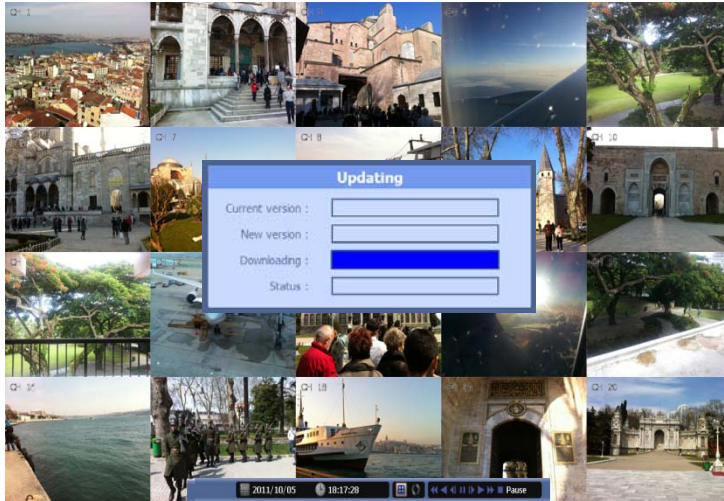 CH 1
CH 7
CH 8
CH 10
Updating
Current version :
New version :
Downloading :
Status :
CH 18
CH 20
2011/10/05
18:17:28
Pause